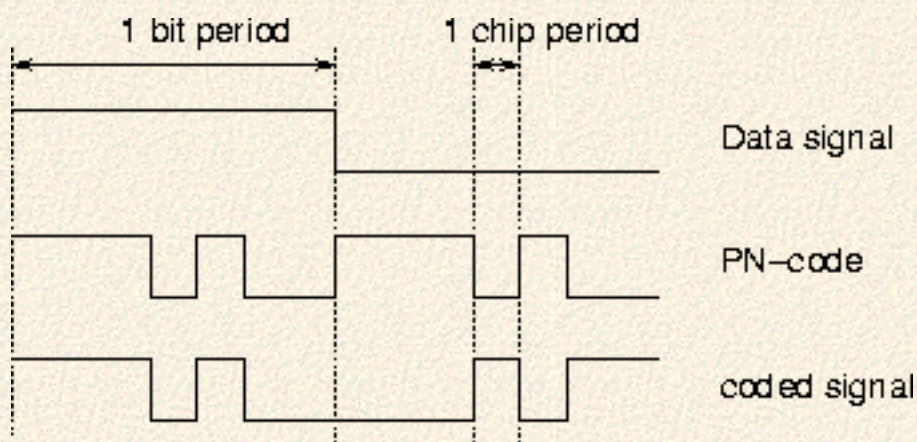 1 bit period
1 chip period
Data signal
PN-code
coded signal